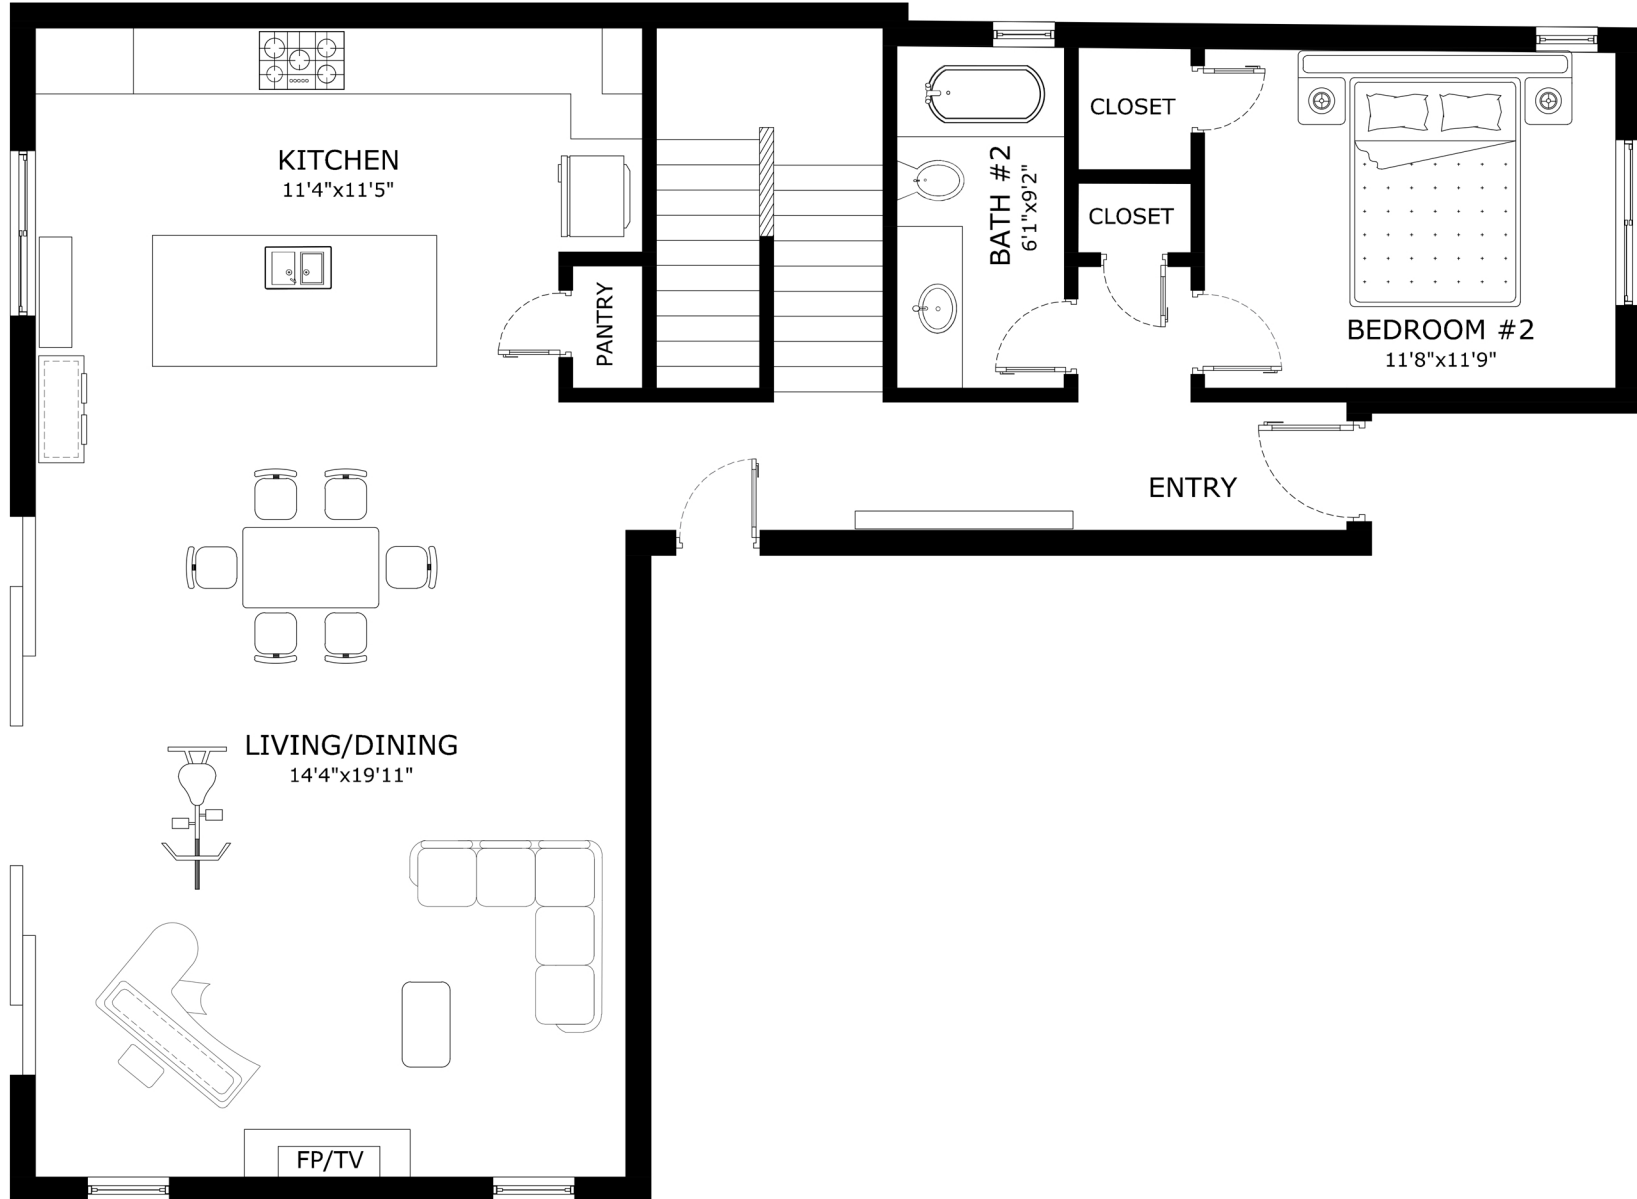 KITCHEN
11'4"x11'5"
PANTRY
BATH #2
6'1"x9'2"
CLOSET
CLOSET
BEDROOM #2
11'8"x11'9"
ENTRY
LIVING/DINING
14'4"x19'11"
FP/TV